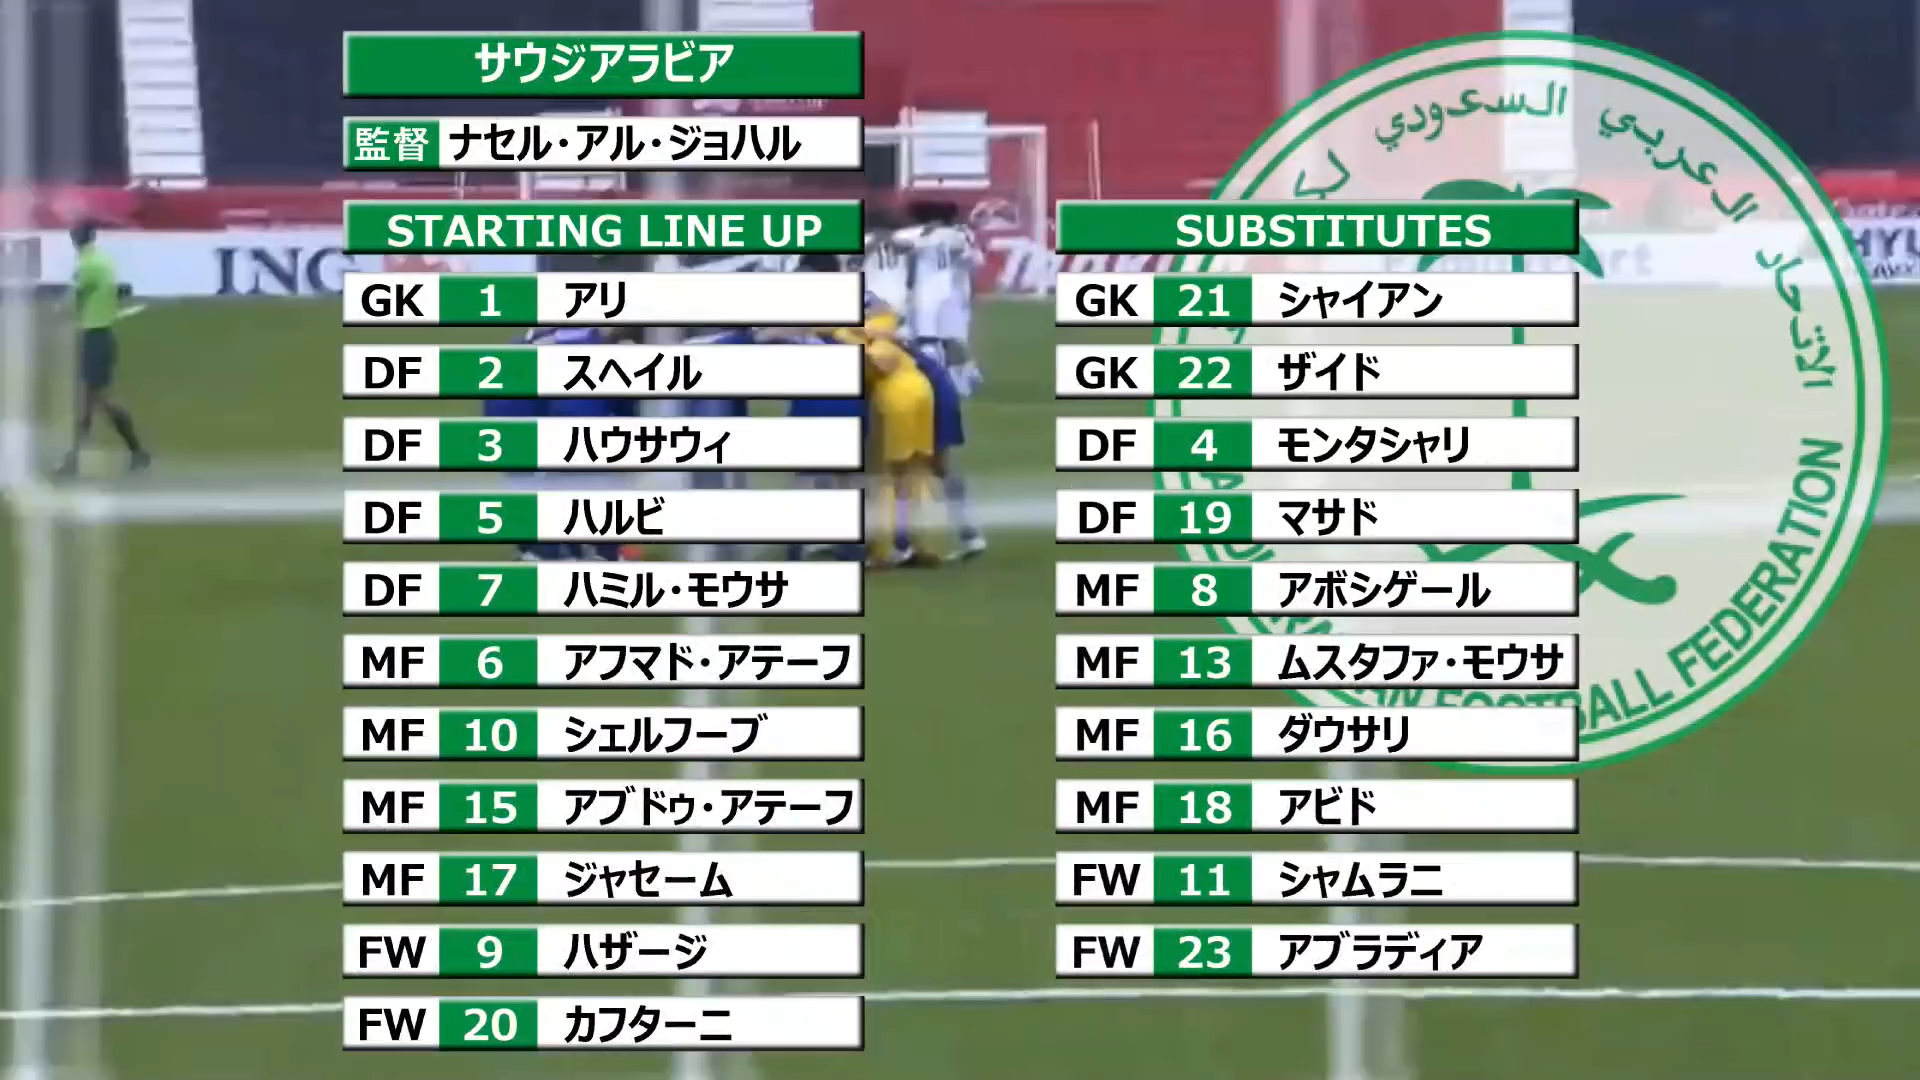 サウジアラビア
監督 ナセル・アル・ジョハル
STARTING LINE UP
GK 1 アリ
DF 2 スヘイル
DF 3 ハウサウィ
DF 5 ハルビ
DF 7 ハミル・モウサ
MF 6 アフマド・アテーフ
MF 10 シェルフーブ
MF 15 アブドゥ・アテーフ
MF 17 ジャセーム
FW 9 ハザージ
FW 20 カフターニ
SUBSTITUTES
GK 21 シャイアン
GK 22 ザイド
DF 4 モンタシャリ
DF 19 マサド
MF 8 アボシゲール
MF 13 ムスタファ・モウサ
MF 16 ダウサリ
MF 18 アビド
FW 11 シャムラニ
FW 23 アブラディア
الاتحاد العربي السعودي
FOOTBALL FEDERATION
ING